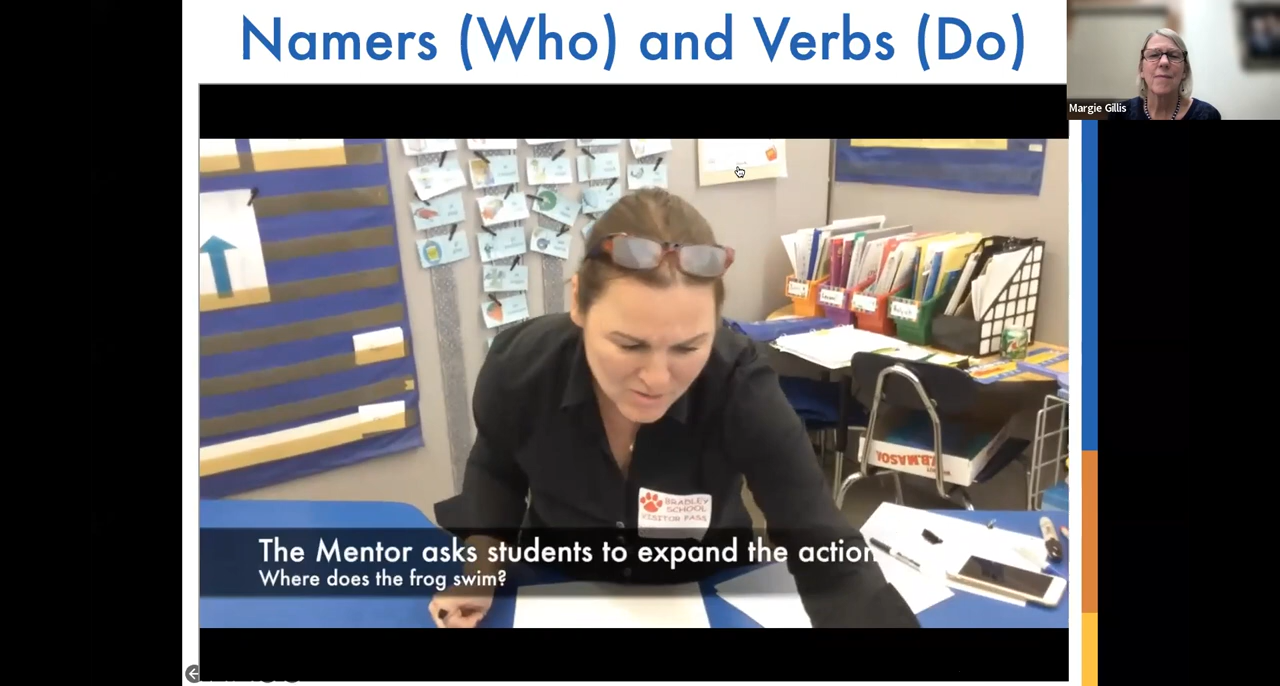 Namers (Who) and Verbs (Do)
Margie Gillis
BRADLEY
SCHOOL
VISITOR PASS
The Mentor asks students to expand the action
Where does the frog swim?